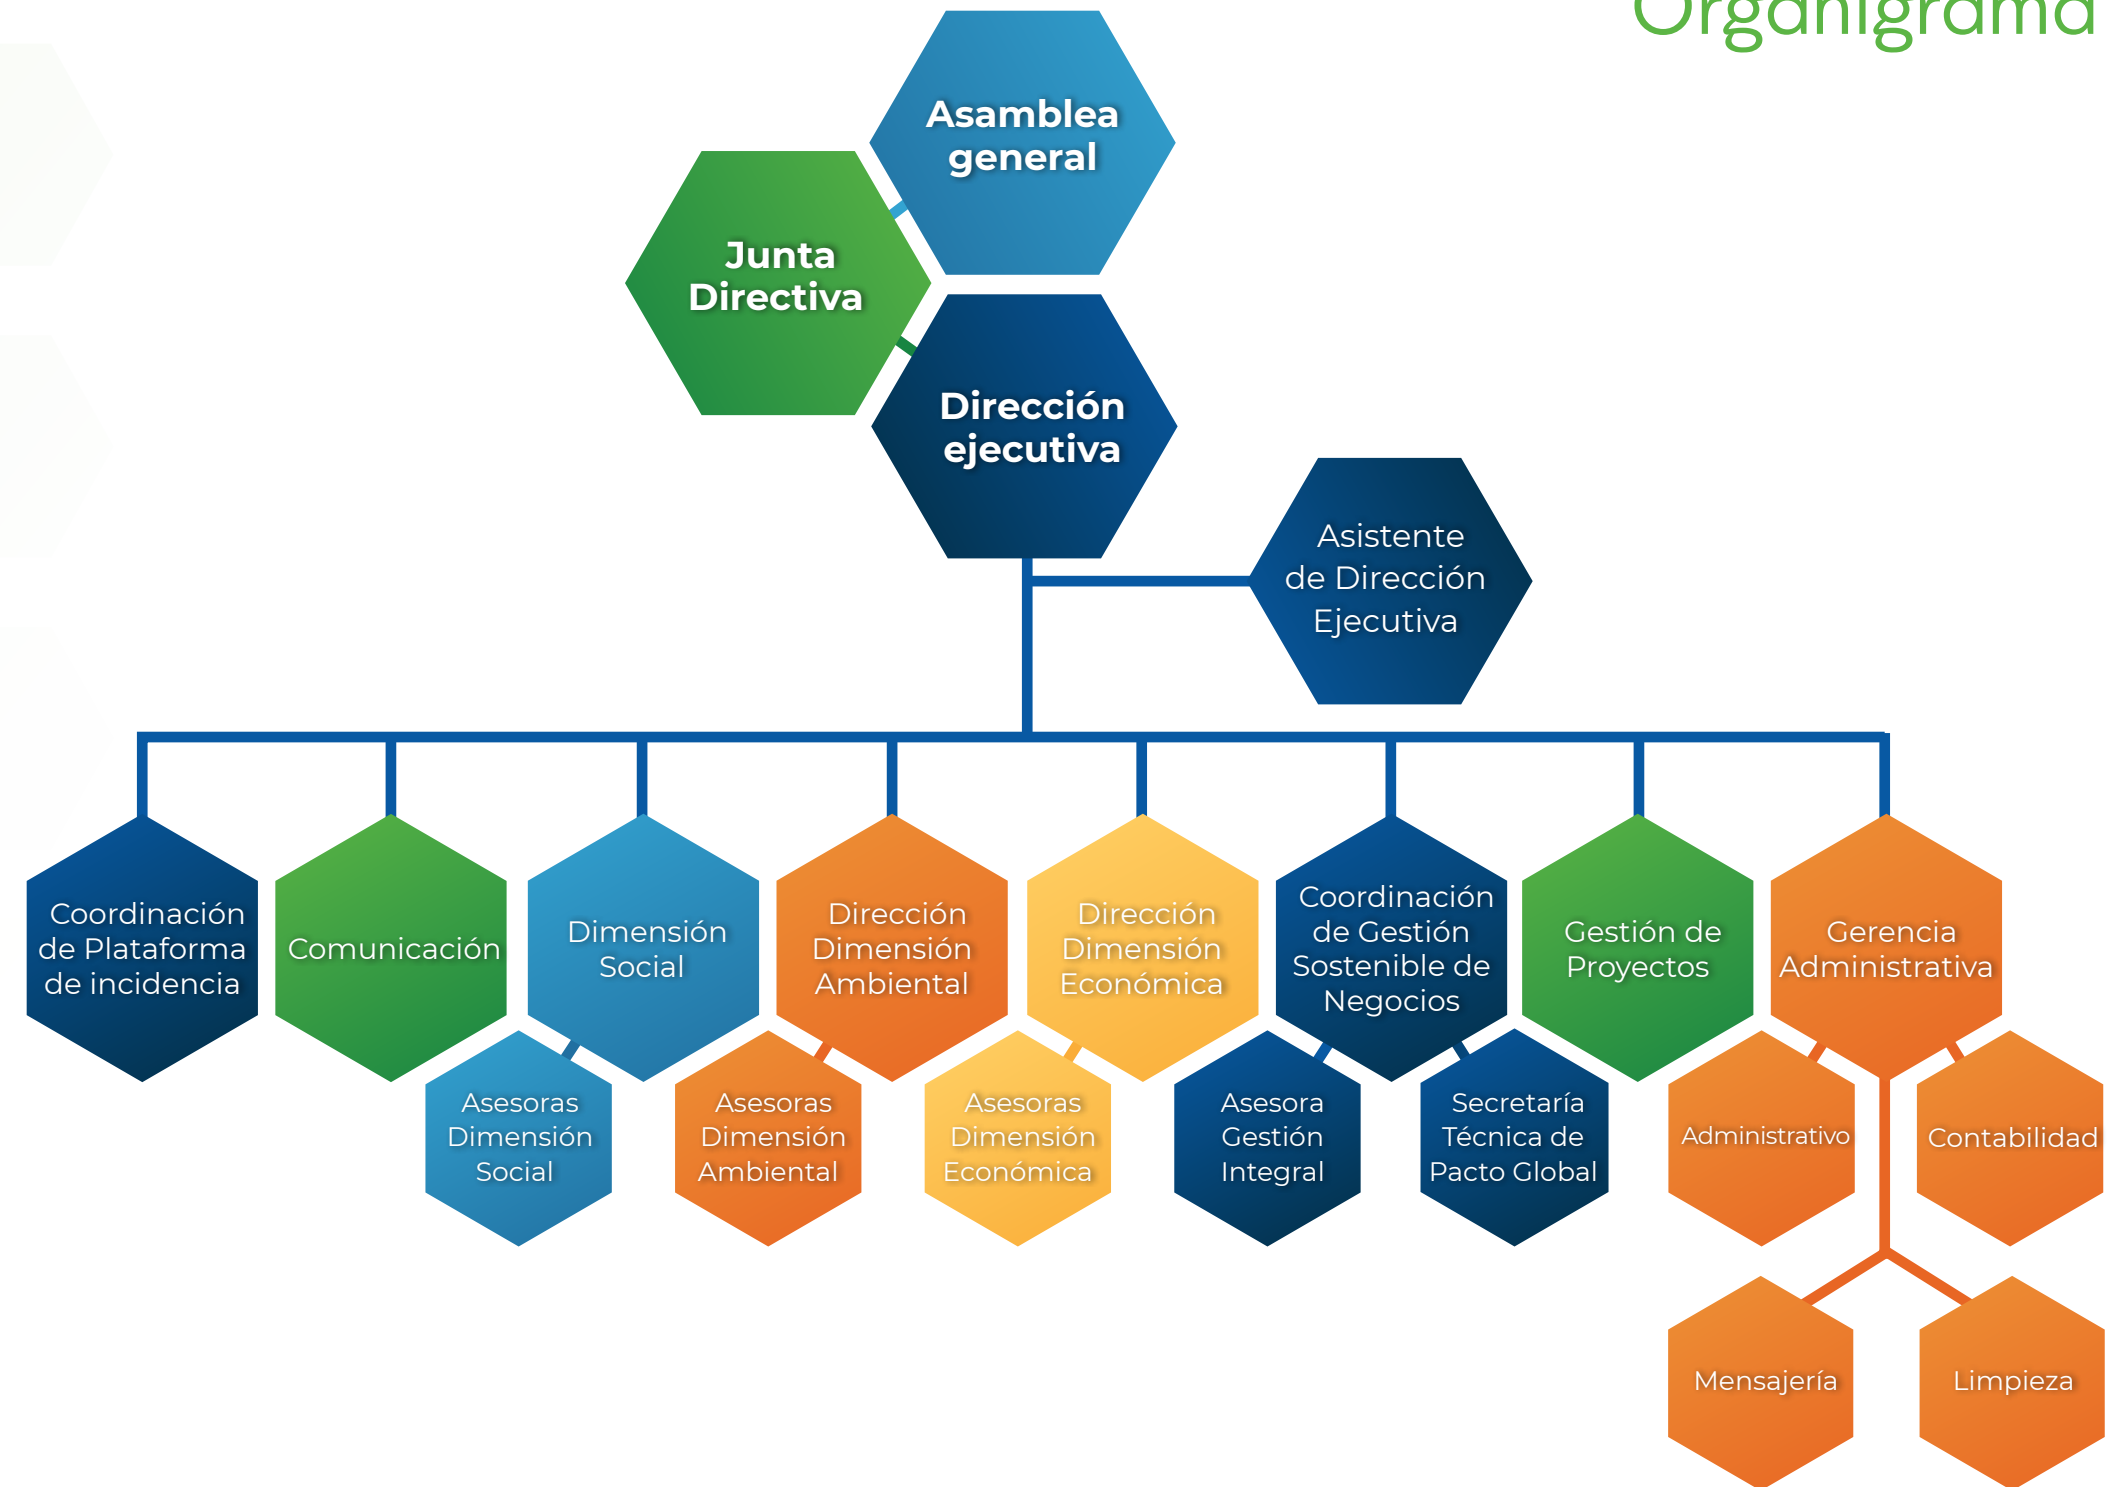 Organigrama
Asamblea
general
Junta
Directiva
Dirección
ejecutiva
Asistente
de Dirección
Ejecutiva
Coordinación
de Plataforma
de incidencia
Comunicación
Dimensión
Social
Dirección
Dimensión
Ambiental
Dirección
Dimensión
Económica
Coordinación
de Gestión
Sostenible de
Negocios
Gestión de
Proyectos
Gerencia
Administrativa
Asesoras
Dimensión
Social
Asesoras
Dimensión
Ambiental
Asesoras
Dimensión
Económica
Asesora
Gestión
Integral
Secretaría
Técnica de
Pacto Global
Administrativo
Contabilidad
Mensajería
Limpieza